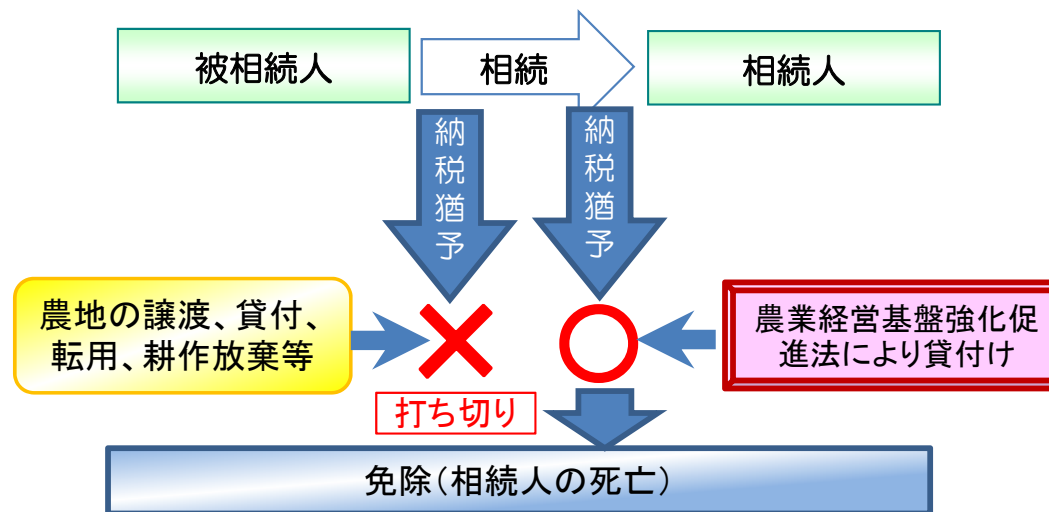 被相続人
相続
相続人
納税猶予
納税猶予
農地の譲渡、貸付、
転用、耕作放棄等
農業経営基盤強化促
進法により貸付け
打ち切り
免除（相続人の死亡）